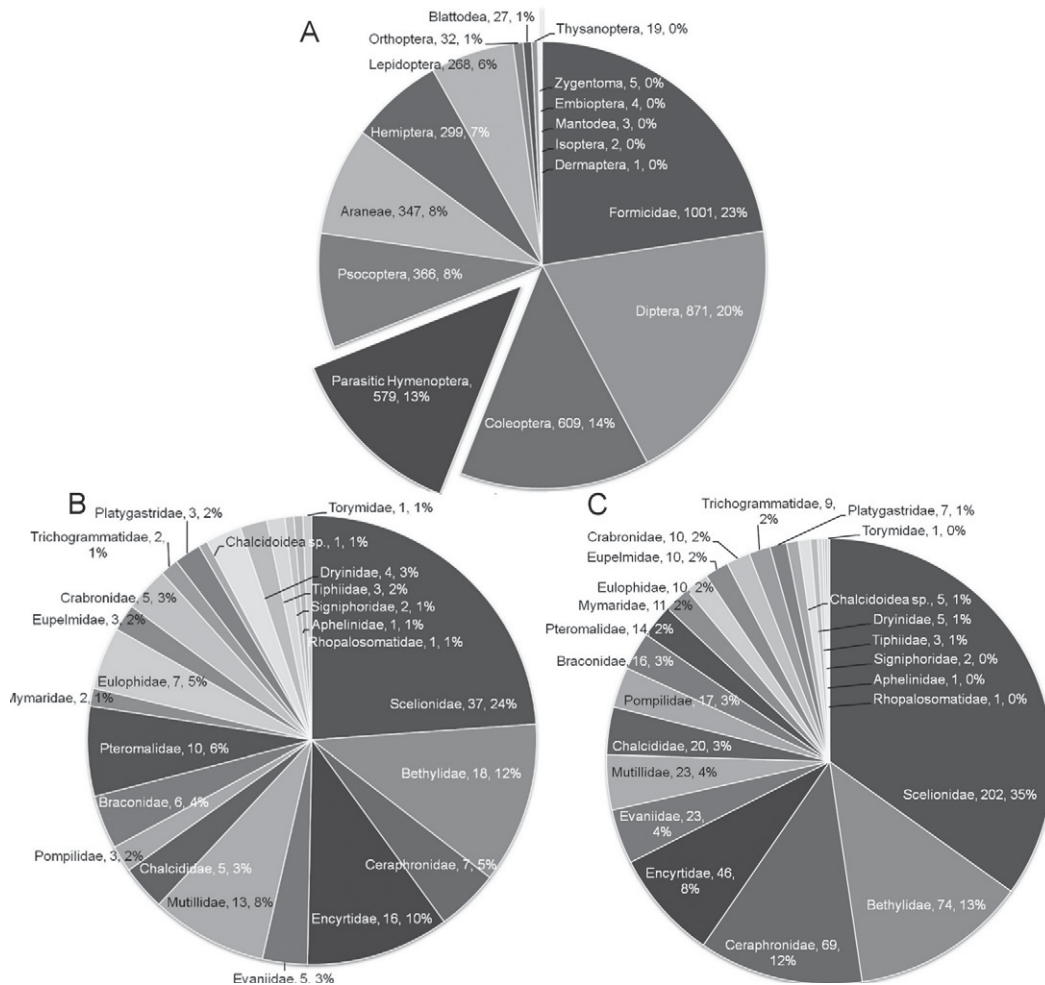 A
Blattodea, 27, 1%
Thysanoptera, 19, 0%
Orthoptera, 32, 1%
Lepidoptera, 268, 6%
Zygentoma, 5, 0%
Embioptera, 4, 0%
Mantodea, 3, 0%
Isoptera, 2, 0%
Dermaptera, 1, 0%
Hemiptera, 299, 7%
Araneae, 347, 8%
Formicidae, 1001, 23%
Psocoptera, 366, 8%
Diptera, 871, 20%
Parasitic Hymenoptera,
579, 13%
Coleoptera, 609, 14%
B
Torymidae, 1, 1%
Platygastridae, 3, 2%
Trichogrammatidae, 2,
1%
Chalcidoidea sp., 1, 1%
Dryinidae, 4, 3%
Tiphiidae, 3, 2%
Signiphoridae, 2, 1%
Aphelinidae, 1, 1%
Rhopalosomatidae, 1, 1%
Crabronidae, 5, 3%
Eupelmidae, 3, 2%
Eulophidae, 7, 5%
Mymaridae, 2, 1%
Pteromalidae, 10, 6%
Braconidae, 6, 4%
Pompilidae, 3, 2%
Chalcididae, 5, 3%
Mutillidae, 13, 8%
Evaniidae, 5, 3%
Encyrtidae, 16, 10%
Ceraphronidae, 7, 5%
Bethylidae, 18, 12%
Scelionidae, 37, 24%
C
Trichogrammatidae, 9,
2%
Platygastridae, 7, 1%
Torymidae, 1, 0%
Crabronidae, 10, 2%
Eupelmidae, 10, 2%
Eulophidae, 10, 2%
Mymaridae, 11, 2%
Pteromalidae, 14, 2%
Braconidae, 16, 3%
Pompilidae, 17, 3%
Chalcididae, 20, 3%
Mutillidae, 23, 4%
Evaniidae, 23,
4%
Encyrtidae, 46,
8%
Ceraphronidae, 69,
12%
Bethylidae, 74, 13%
Scelionidae, 202, 35%
Chalcidoidea sp., 5, 1%
Dryinidae, 5, 1%
Tiphiidae, 3, 1%
Signiphoridae, 2, 0%
Aphelinidae, 1, 0%
Rhopalosomatidae, 1, 0%